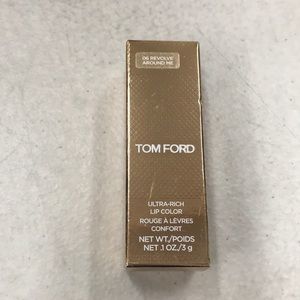 06 REVOLVE
AROUND ME
TOM FORD
ULTRA-RICH
LIP COLOR
ROUGE À LÈVRES
CONFORT
NET WT./POIDS
NET .1 OZ./3 g